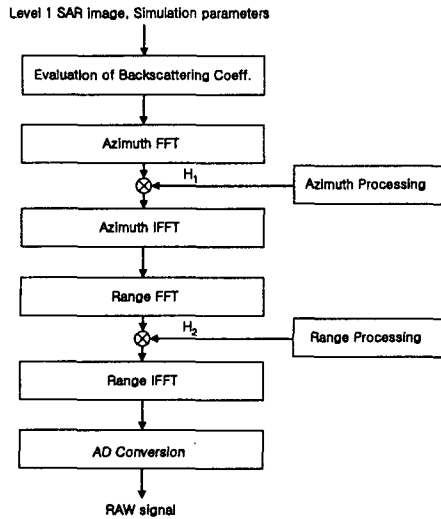 Level 1 SAR image, Simulation parameters
Evaluation of Backscattering Coeff.
Azimuth FFT
H1
Azimuth Processing
Azimuth IFFT
Range FFT
H2
Range Processing
Range IFFT
AD Conversion
RAW signal